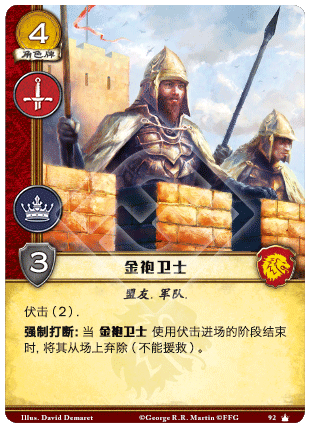 4
角色牌
3
金袍卫士
盟友. 军队.
伏击（2）.
强制打断: 当 金袍卫士 使用伏击进场的阶段结束
时, 将其从场上弃除（不能援救）。
Illus. David Demaret ©George R.R. Martin ©FFG 92